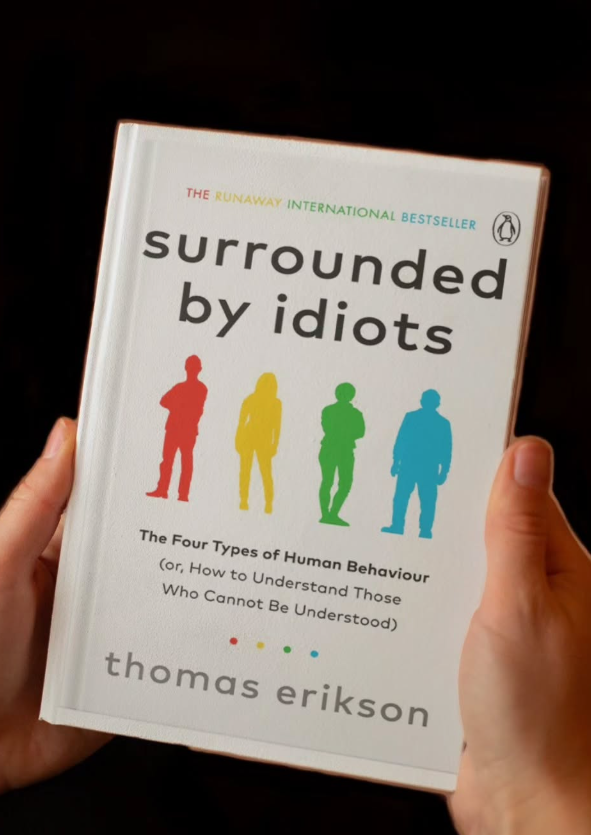 THE RUNAWAY INTERNATIONAL BESTSELLER
surrounded
by idiots
The Four Types of Human Behaviour
(or, How to Understand Those
Who Cannot Be Understood)
thomas erikson